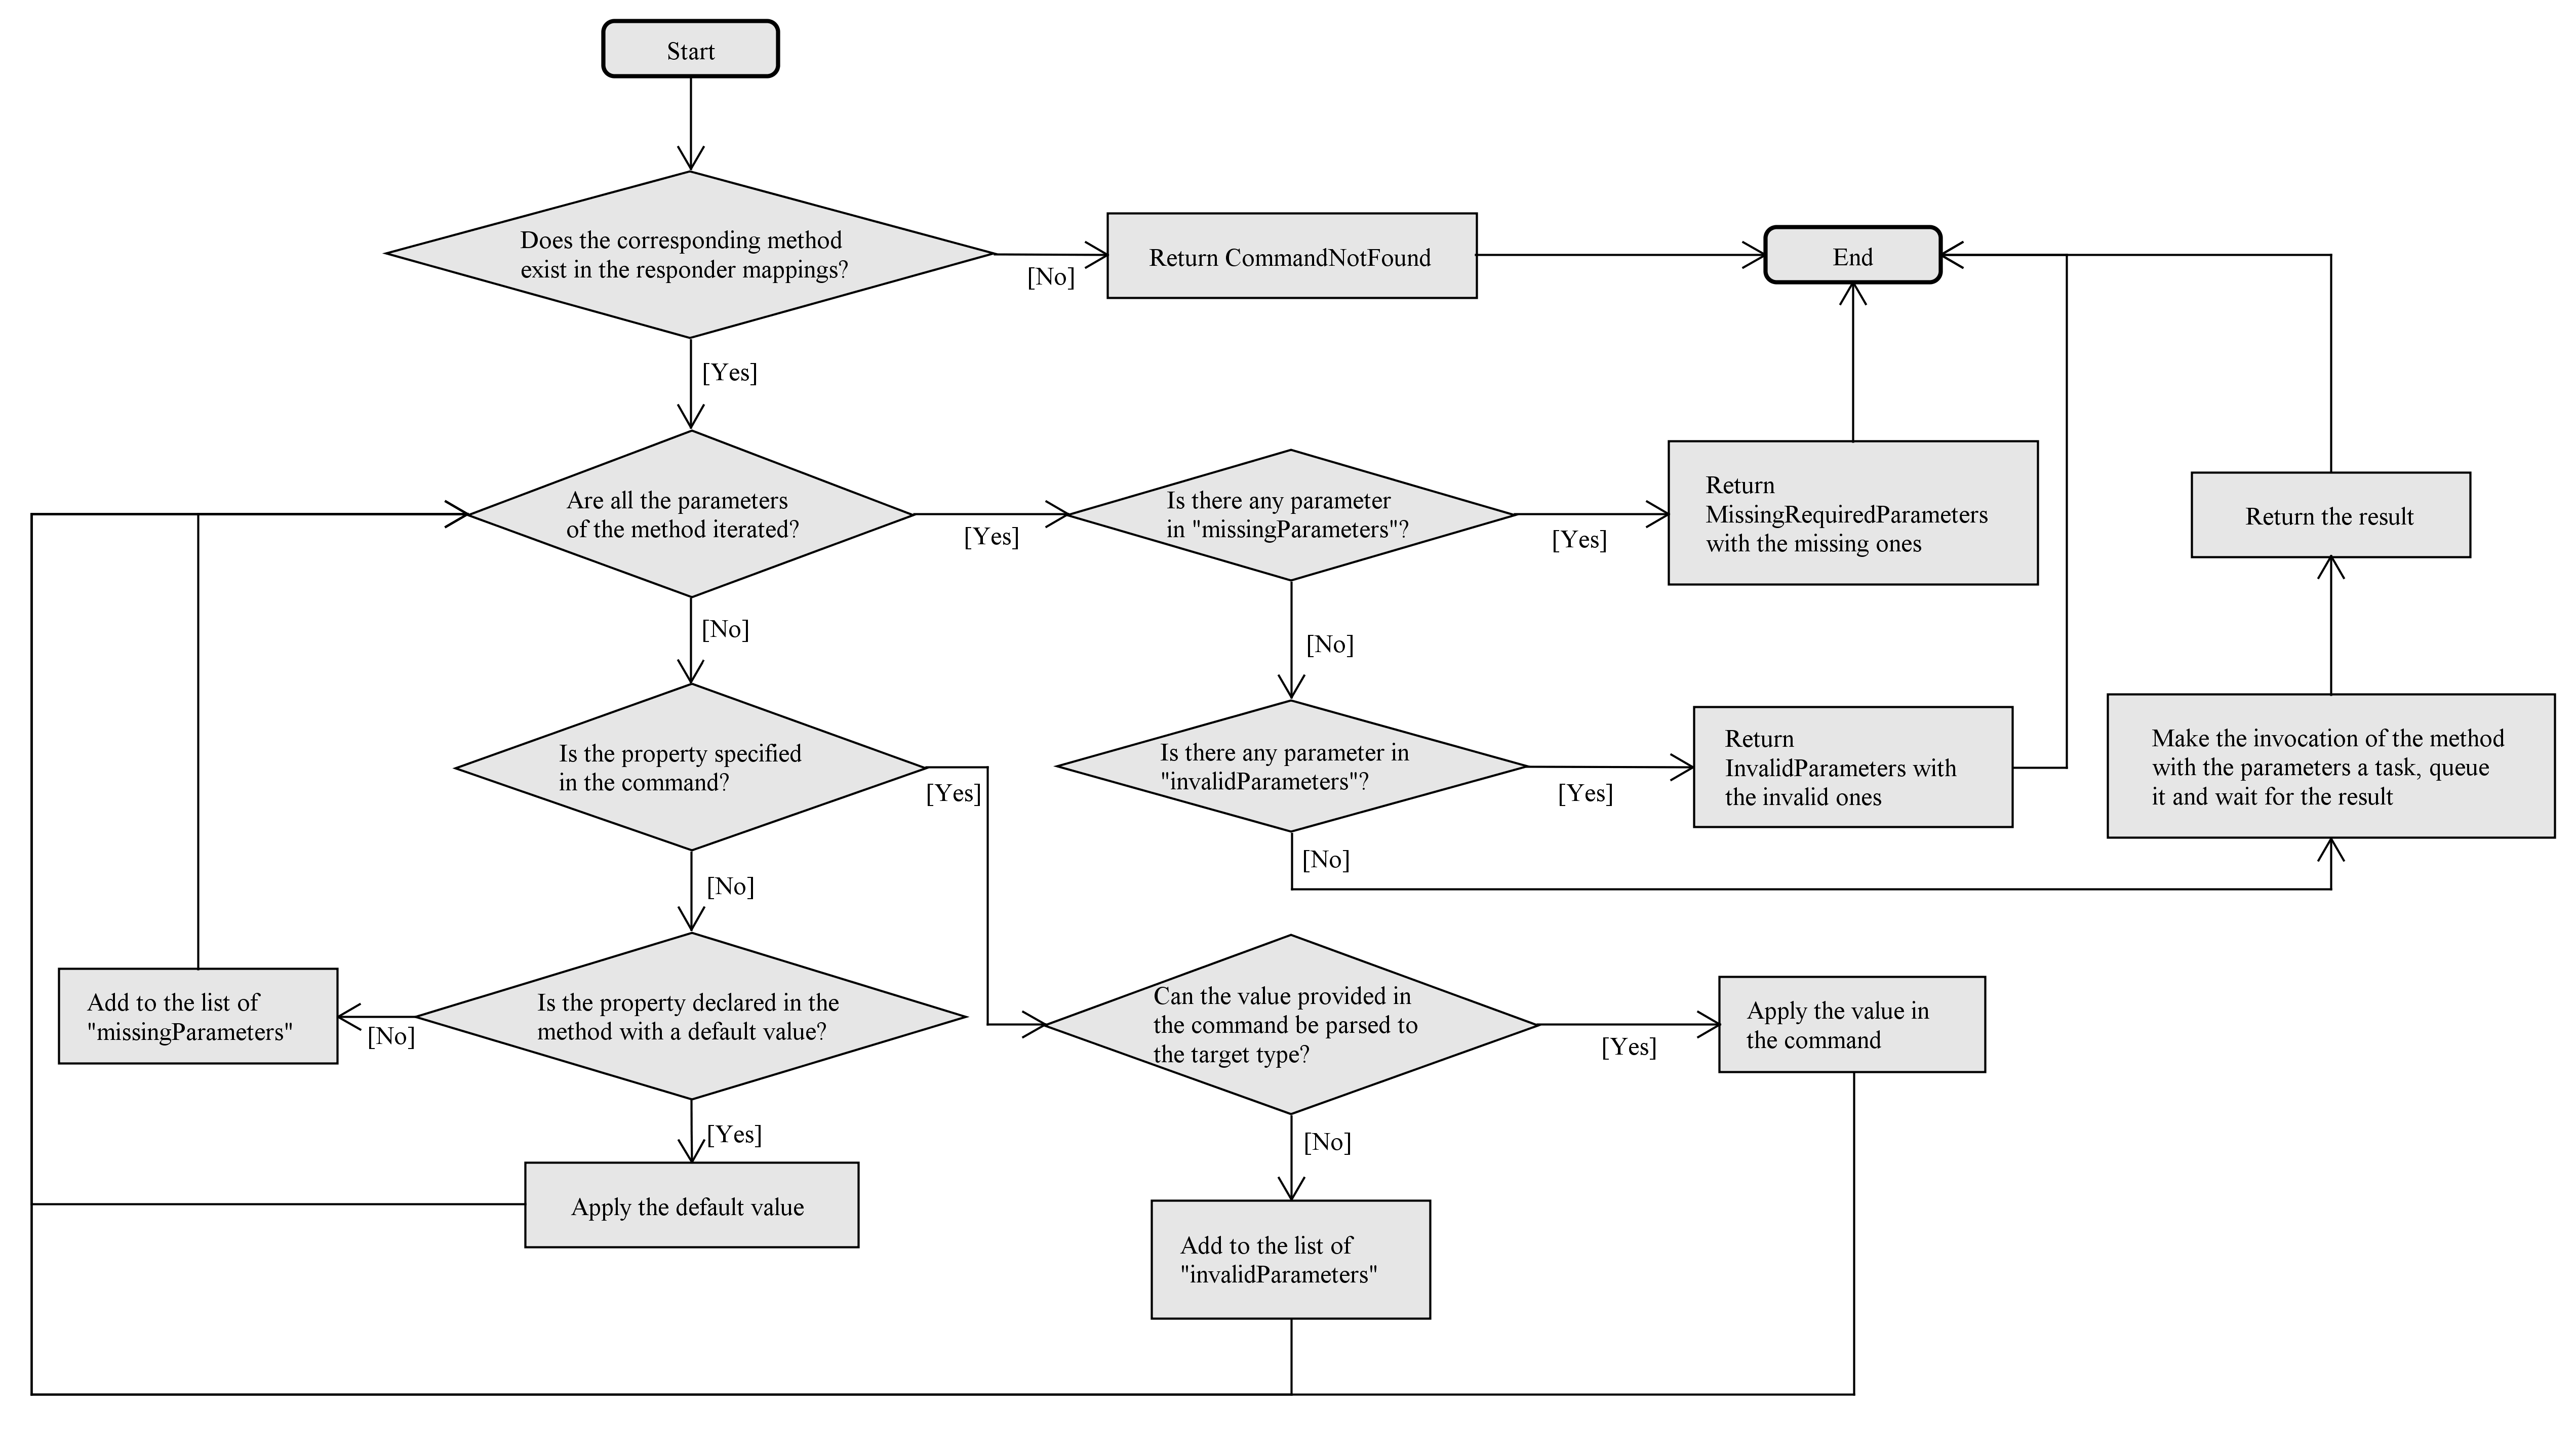 Start
Does the corresponding method
exist in the responder mappings?
[No]
Return CommandNotFound
End
[Yes]
Are all the parameters
of the method iterated?
[Yes]
Is there any parameter
in "missingParameters"?
[Yes]
Return
MissingRequiredParameters
with the missing ones
Return the result
[No]
[No]
Is the property specified
in the command?
[Yes]
Is there any parameter in
"invalidParameters"?
[Yes]
Return
InvalidParameters with
the invalid ones
Make the invocation of the method
with the parameters a task, queue
it and wait for the result
[No]
[No]
Add to the list of
"missingParameters"
[No]
Is the property declared in the
method with a default value?
Can the value provided in
the command be parsed to
the target type?
[Yes]
Apply the value in
the command
[Yes]
[No]
Apply the default value
Add to the list of
"invalidParameters"